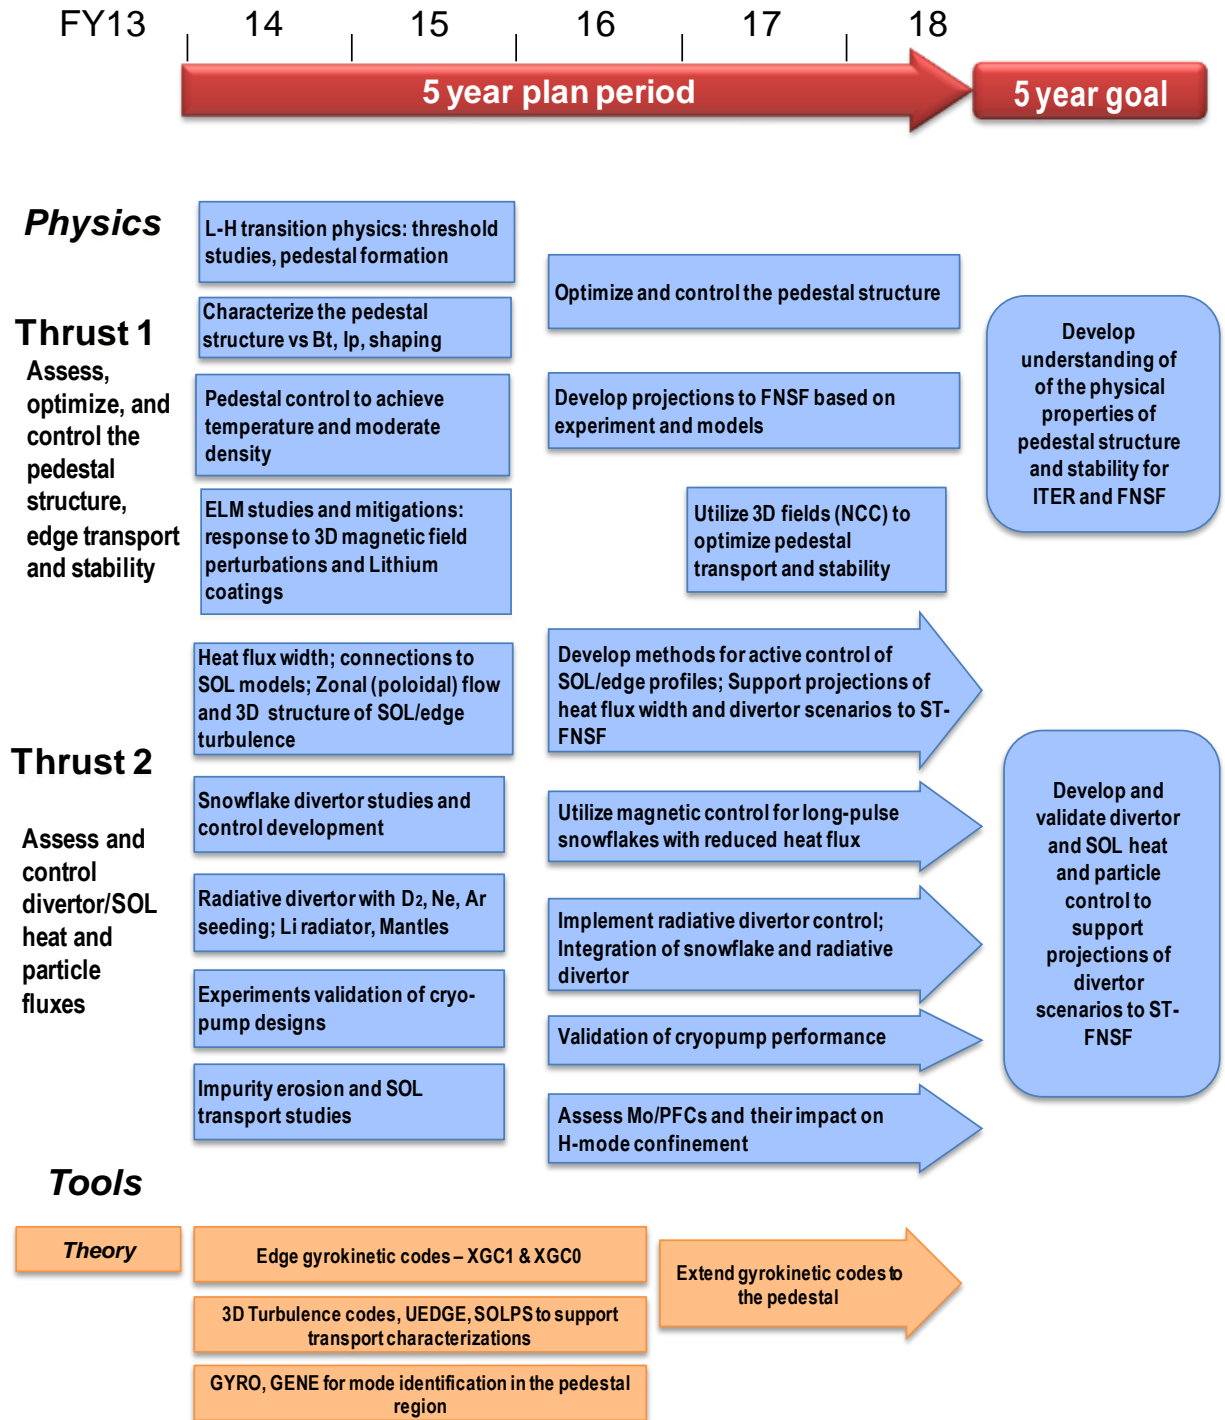 FY13 14 15 16 17 18
5 year plan period
5 year goal
Physics
L-H transition physics: threshold
studies, pedestal formation
Optimize and control the pedestal structure
Thrust 1
Assess,
optimize, and
control the
pedestal
structure,
edge transport
and stability
Characterize the pedestal
structure vs Bt, Ip, shaping
Pedestal control to achieve
temperature and moderate
density
Develop projections to FNSF based on
experiment and models
ELM studies and mitigations:
response to 3D magnetic field
perturbations and Lithium
coatings
Utilize 3D fields (NCC) to
optimize pedestal
transport and stability
Develop
understanding of
of the physical
properties of
pedestal structure
and stability for
ITER and FNSF
Heat flux width; connections to
SOL models; Zonal (poloidal) flow
and 3D structure of SOL/edge
turbulence
Develop methods for active control of
SOL/edge profiles; Support projections of
heat flux width and divertor scenarios to ST-
FNSF
Thrust 2
Assess and
control
divertor/SOL
heat and
particle
fluxes
Snowflake divertor studies and
control development
Utilize magnetic control for long-pulse
snowflakes with reduced heat flux
Radiative divertor with D2, Ne, Ar
seeding; Li radiator, Mantles
Implement radiative divertor control;
Integration of snowflake and radiative
divertor
Experiments validation of cryo-
pump designs
Validation of cryopump performance
Impurity erosion and SOL
transport studies
Assess Mo/PFCs and their impact on
H-mode confinement
Develop and
validate divertor
and SOL heat
and particle
control to
support
projections of
divertor
scenarios to ST-
FNSF
Tools
Theory
Edge gyrokinetic codes – XGC1 & XGC0
3D Turbulence codes, UEDGE, SOLPS to support
transport characterizations
GYRO, GENE for mode identification in the pedestal
region
Extend gyrokinetic codes to
the pedestal